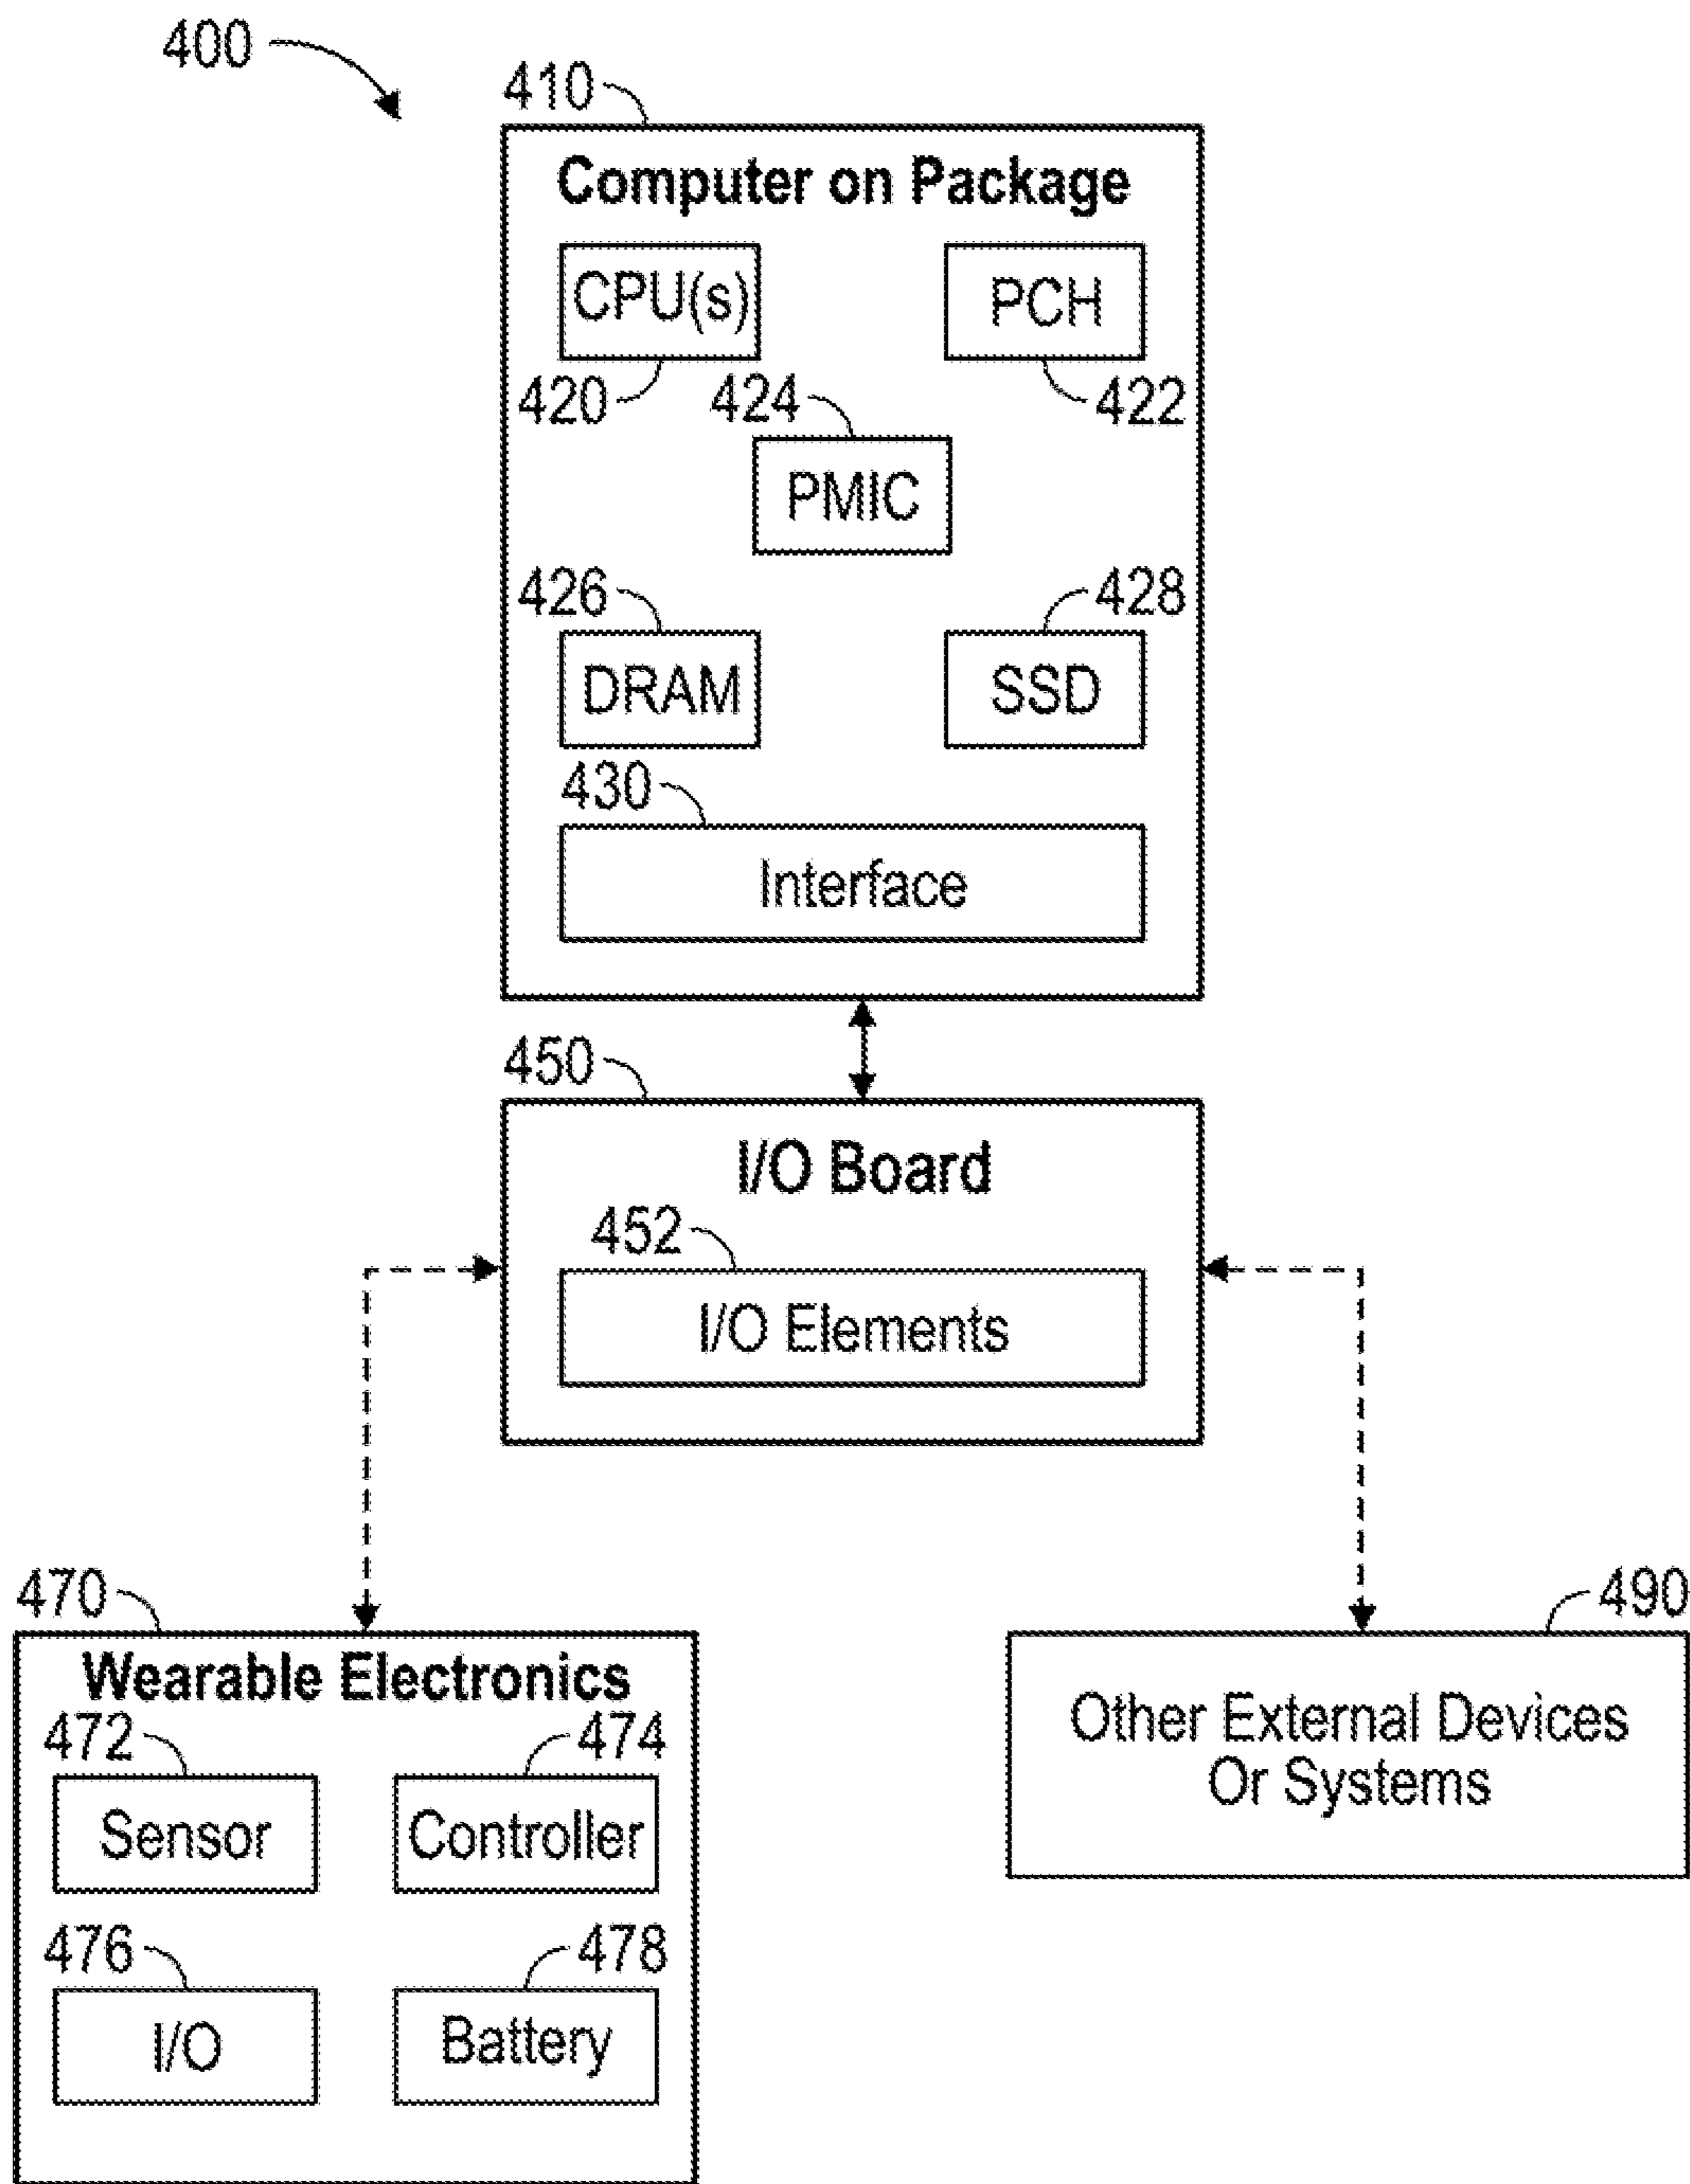 400
410
Computer on Package
CPU(s)
PCH
420
424
422
PMIC
426
428
DRAM
SSD
430
Interface
450
I/O Board
452
I/O Elements
470
490
Wearable Electronics
Other External Devices
Or Systems
472
474
Sensor
Controller
476
478
I/O
Battery